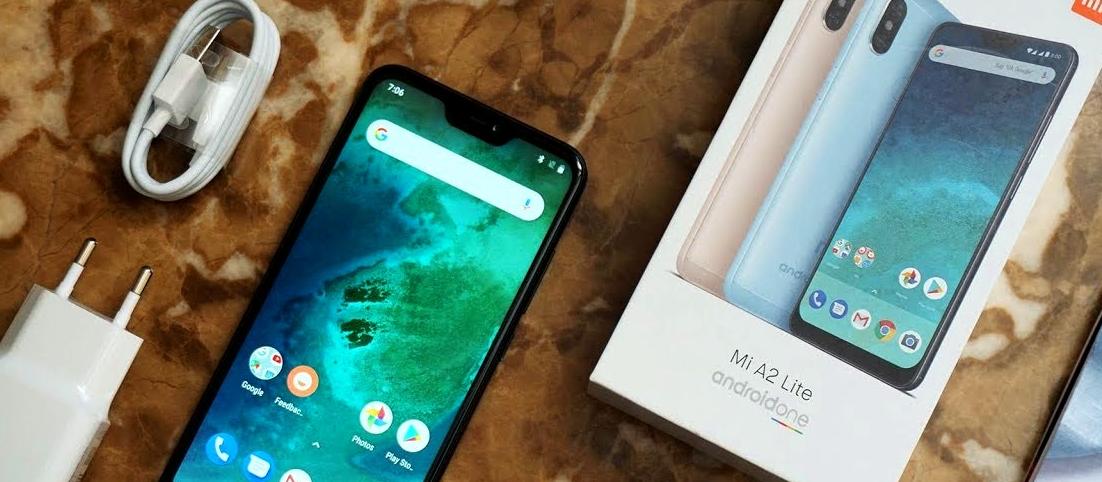 7:06
G
Google
Feedbac..
Photos
Play Sto..
Mi A2 Lite
androidone